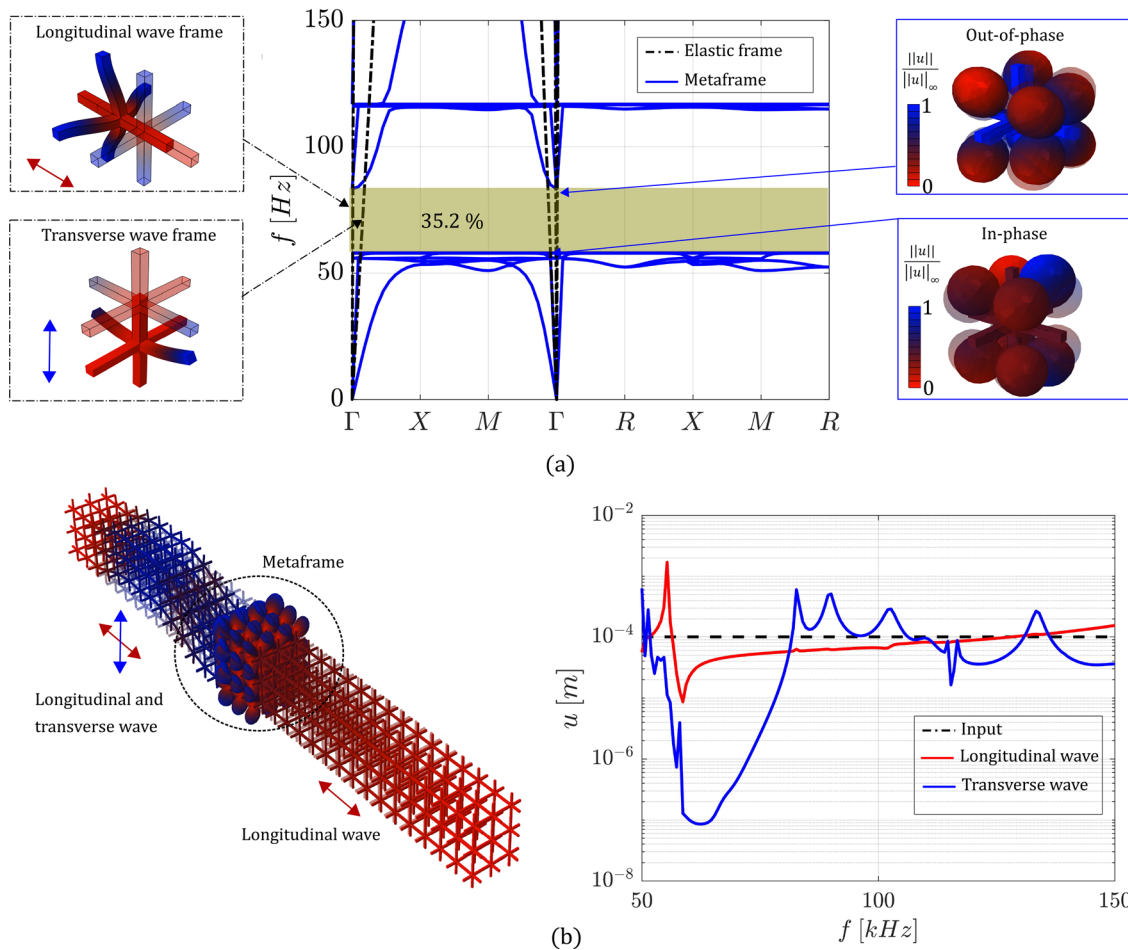 Longitudinal wave frame
Transverse wave frame
150
100
50
0
f [Hz]
Elastic frame
Metaframe
35.2 %
Γ X M Γ R X M R
Out-of-phase
||u||
||u||∞
1
0
In-phase
||u||
||u||∞
1
0
(a)
Metaframe
Longitudinal and
transverse wave
Longitudinal wave
10⁻²
10⁻⁴
10⁻⁶
10⁻⁸
u [m]
Input
Longitudinal wave
Transverse wave
50 100 150
f [kHz]
(b)